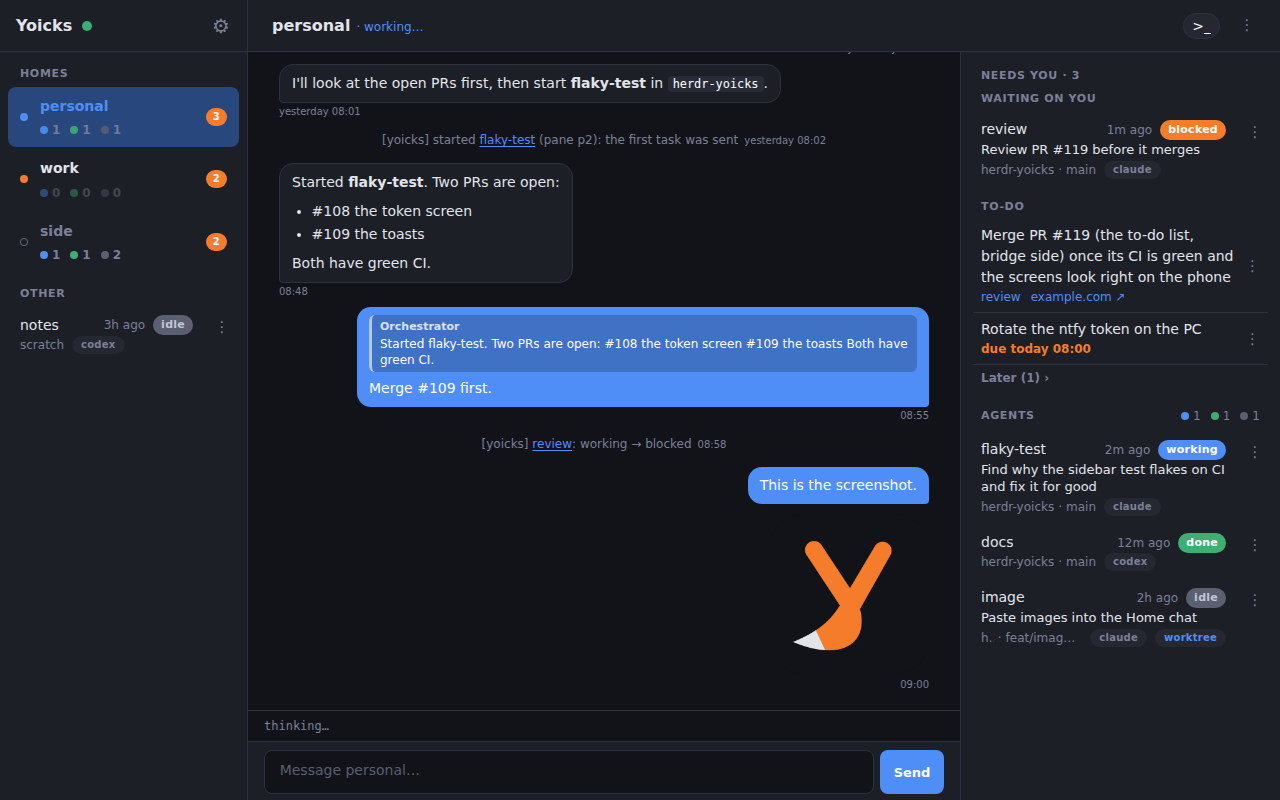 Yoicks
HOMES
personal
1 1 1
3
work
0 0 0
2
side
1 1 2
2
OTHER
notes 3h ago idle
scratch codex
personal · working…
>_
I'll look at the open PRs first, then start flaky-test in herdr-yoicks.
yesterday 08:01
[yoicks] started flaky-test (pane p2): the first task was sent yesterday 08:02
Started flaky-test. Two PRs are open:
• #108 the token screen
• #109 the toasts
Both have green CI.
08:48
Orchestrator
Started flaky-test. Two PRs are open: #108 the token screen #109 the toasts Both have
green CI.
Merge #109 first.
08:55
[yoicks] review: working → blocked 08:58
This is the screenshot.
09:00
thinking…
Message personal…
Send
NEEDS YOU · 3
WAITING ON YOU
review 1m ago blocked
Review PR #119 before it merges
herdr-yoicks · main claude
TO-DO
Merge PR #119 (the to-do list,
bridge side) once its CI is green and
the screens look right on the phone
review example.com ↗
Rotate the ntfy token on the PC
due today 08:00
Later (1) ›
AGENTS 1 1 1
flaky-test 2m ago working
Find why the sidebar test flakes on CI
and fix it for good
herdr-yoicks · main claude
docs 12m ago done
herdr-yoicks · main codex
image 2h ago idle
Paste images into the Home chat
h. · feat/imag… claude worktree